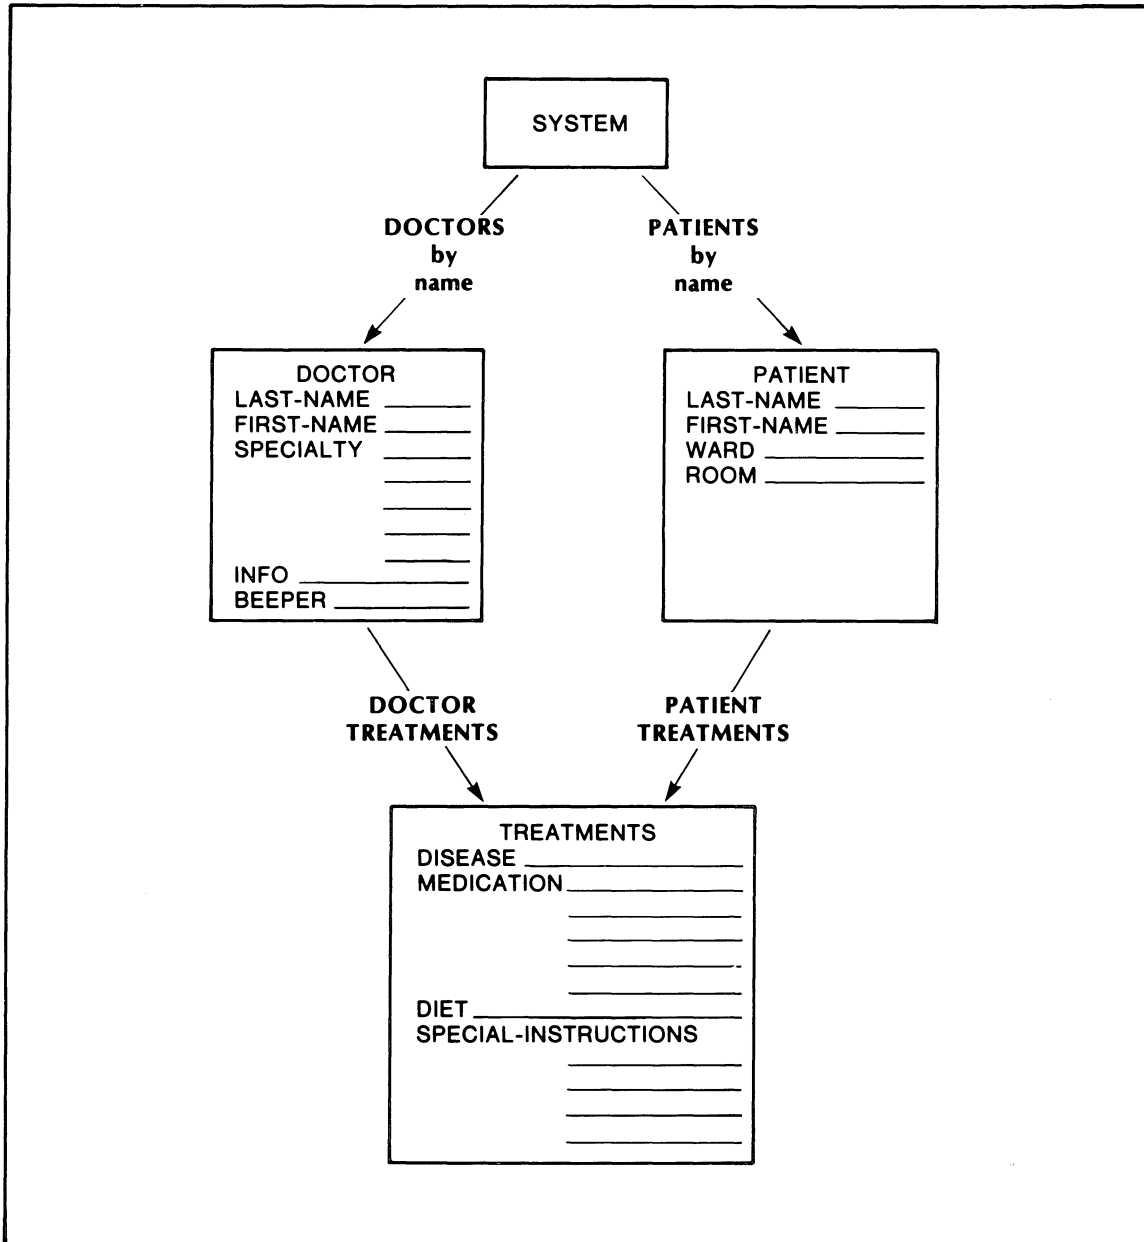 SYSTEM
DOCTORS
by
name
PATIENTS
by
name
DOCTOR
LAST-NAME
FIRST-NAME
SPECIALTY
INFO
BEEPER
PATIENT
LAST-NAME
FIRST-NAME
WARD
ROOM
DOCTOR
TREATMENTS
PATIENT
TREATMENTS
TREATMENTS
DISEASE
MEDICATION
DIET
SPECIAL-INSTRUCTIONS